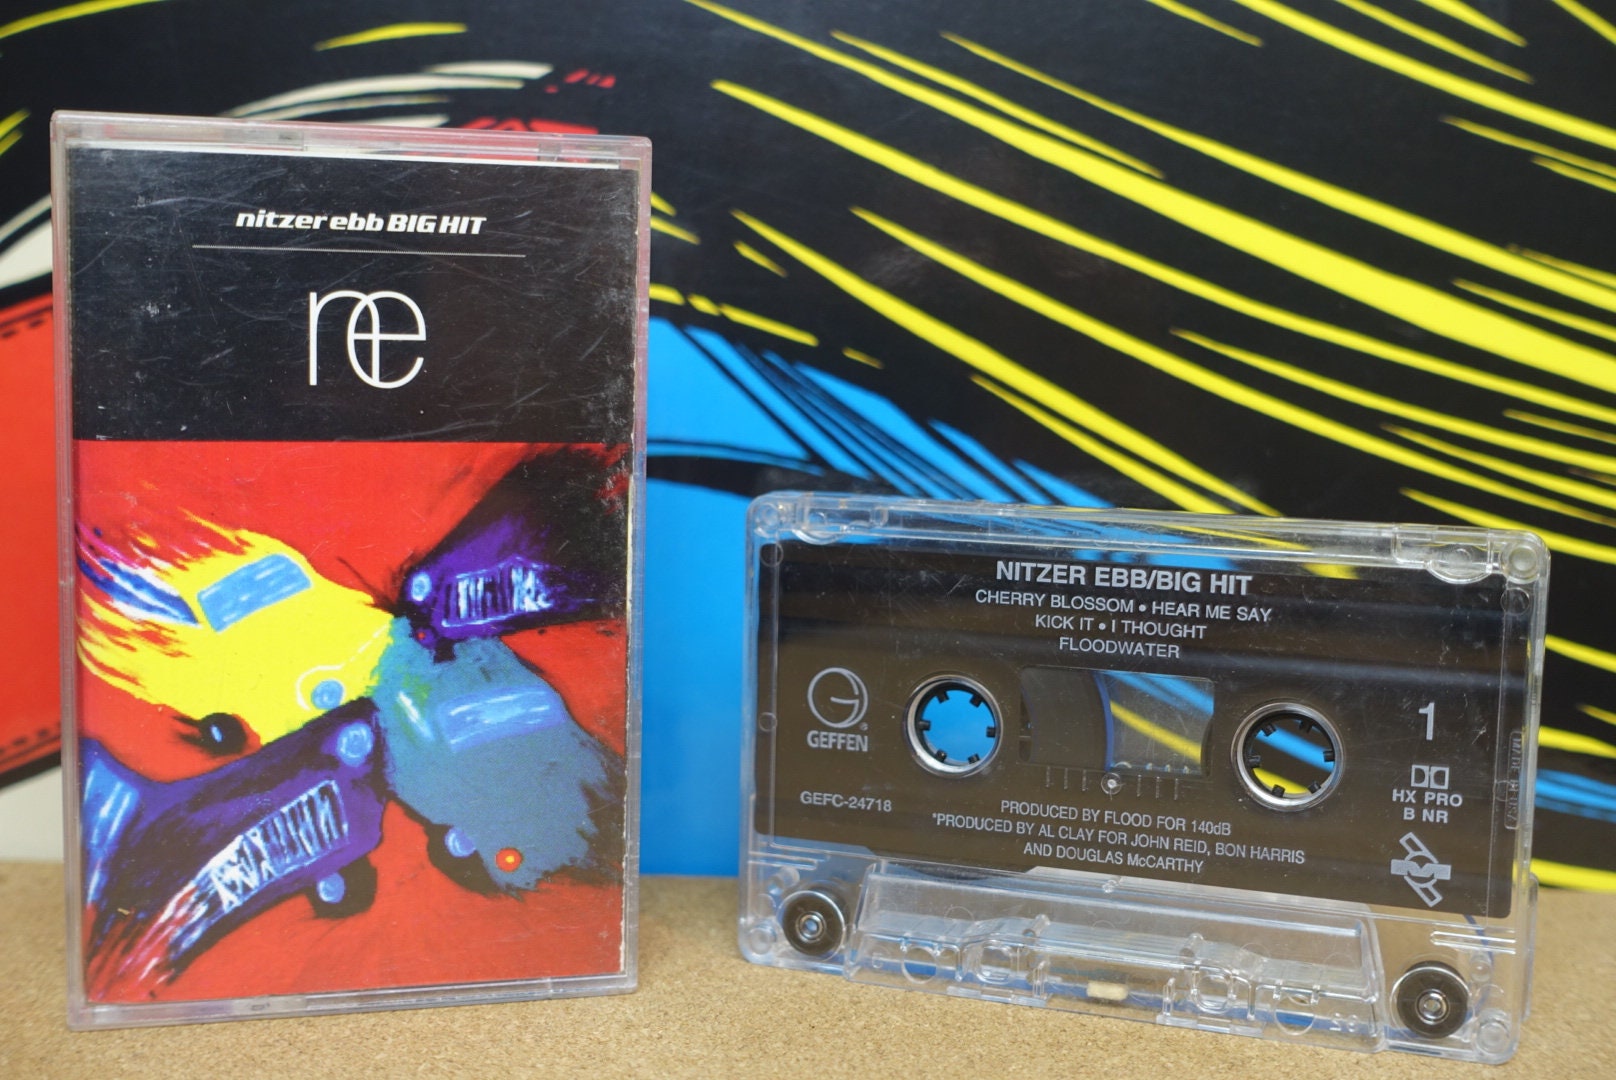 nitzer ebb BIG HIT
ne
NITZER EBB/BIG HIT
CHERRY BLOSSOM • HEAR ME SAY
KICK IT • I THOUGHT
FLOODWATER
G
®
GEFFEN
1
GEFC-24718
HX PRO
B NR
PRODUCED BY FLOOD FOR 140dB
*PRODUCED BY AL CLAY FOR JOHN REID, BON HARRIS
AND DOUGLAS McCARTHY